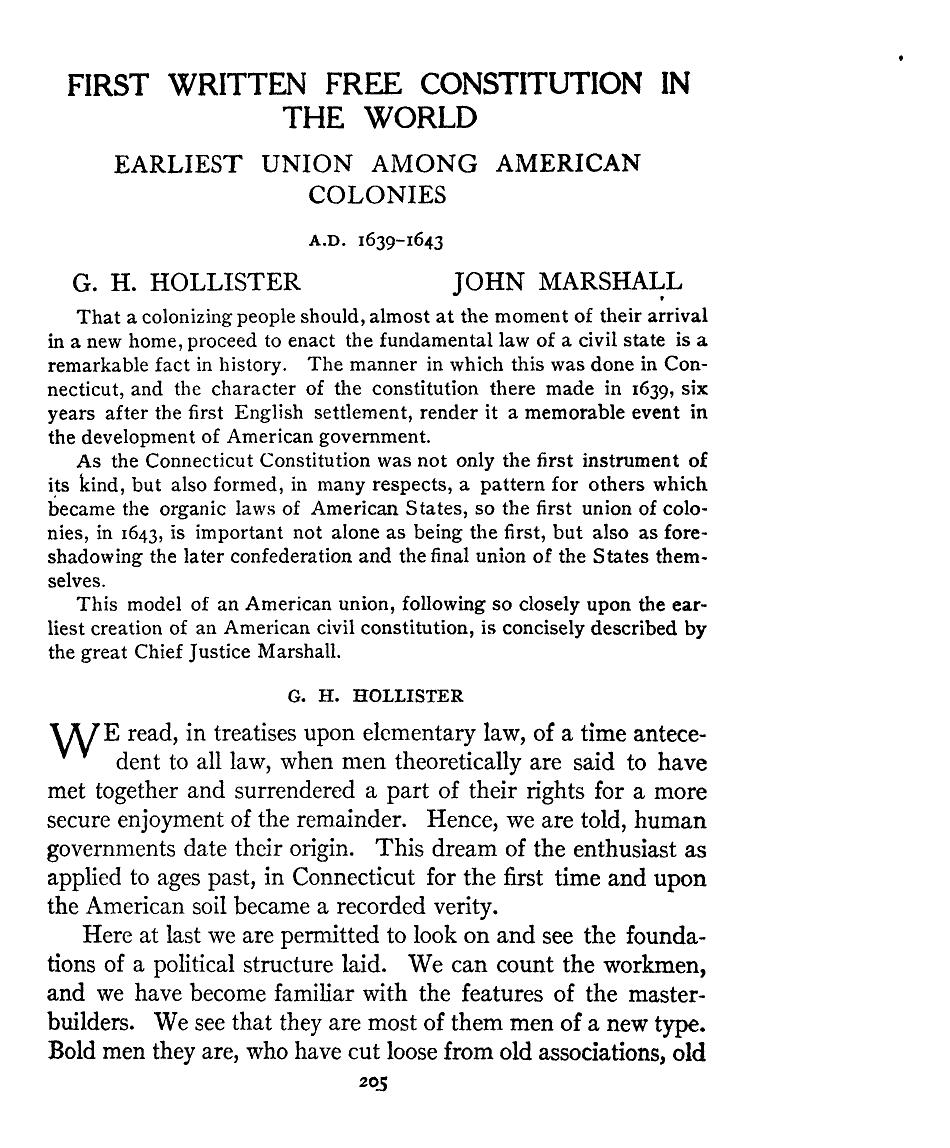 FIRST WRITTEN FREE CONSTITUTION IN
THE WORLD
EARLIEST UNION AMONG AMERICAN
COLONIES
A.D. 1639–1643
G. H. HOLLISTER JOHN MARSHALL
That a colonizing people should, almost at the moment of their arrival
in a new home, proceed to enact the fundamental law of a civil state is a
remarkable fact in history. The manner in which this was done in Con-
necticut, and the character of the constitution there made in 1639, six
years after the first English settlement, render it a memorable event in
the development of American government.
As the Connecticut Constitution was not only the first instrument of
its kind, but also formed, in many respects, a pattern for others which
became the organic laws of American States, so the first union of colo-
nies, in 1643, is important not alone as being the first, but also as fore-
shadowing the later confederation and the final union of the States them-
selves.
This model of an American union, following so closely upon the ear-
liest creation of an American civil constitution, is concisely described by
the great Chief Justice Marshall.
G. H. HOLLISTER
WE read, in treatises upon elementary law, of a time antece-
dent to all law, when men theoretically are said to have
met together and surrendered a part of their rights for a more
secure enjoyment of the remainder. Hence, we are told, human
governments date their origin. This dream of the enthusiast as
applied to ages past, in Connecticut for the first time and upon
the American soil became a recorded verity.
Here at last we are permitted to look on and see the founda-
tions of a political structure laid. We can count the workmen,
and we have become familiar with the features of the master-
builders. We see that they are most of them men of a new type.
Bold men they are, who have cut loose from old associations, old
205